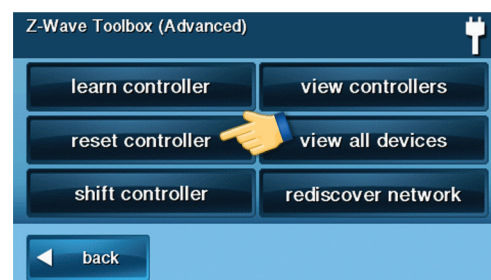 Z-Wave Toolbox (Advanced)
learn controller
view controllers
reset controller
view all devices
shift controller
rediscover network
back